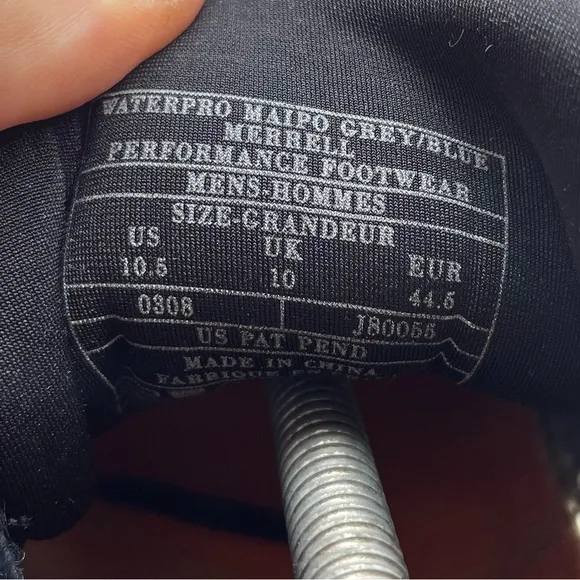 WATERPRO MAIPO GREY/BLUE
MERRELL
PERFORMANCE FOOTWEAR
MENS-HOMMES
SIZE-GRANDEUR
US UK EUR
10.5 10 44.5
0308 J80055
US PAT PEND
MADE IN CHINA